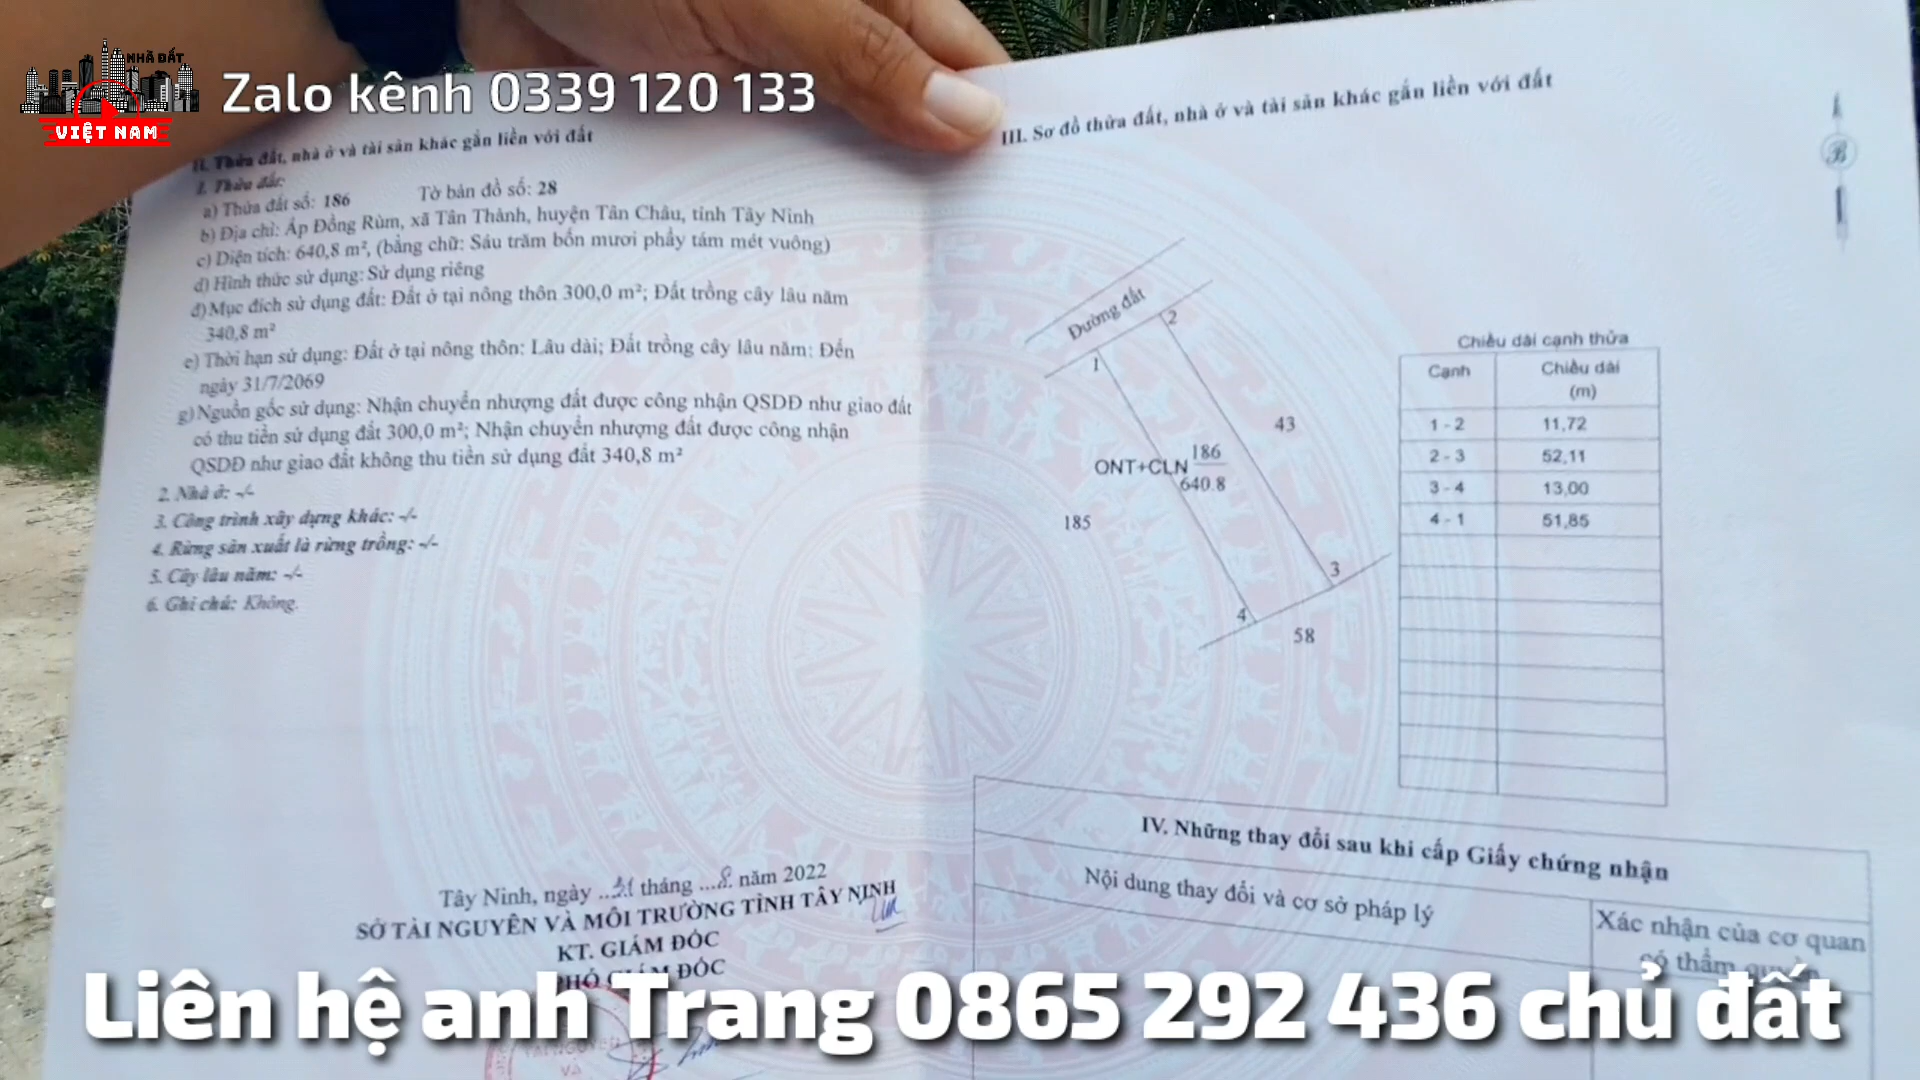 NHÀ ĐẤT
VIỆT NAM
Zalo kênh 0339 120 133
II. Thửa đất, nhà ở và tài sản khác gắn liền với đất
1. Thửa đất:
a) Thửa đất số: 186 Tờ bản đồ số: 28
b) Địa chỉ: Ấp Đồng Rùm, xã Tân Thành, huyện Tân Châu, tỉnh Tây Ninh
c) Diện tích: 640,8 m², (bằng chữ: Sáu trăm bốn mươi phẩy tám mét vuông)
d) Hình thức sử dụng: Sử dụng riêng
đ) Mục đích sử dụng đất: Đất ở tại nông thôn 300,0 m²; Đất trồng cây lâu năm
340,8 m²
e) Thời hạn sử dụng: Đất ở tại nông thôn: Lâu dài; Đất trồng cây lâu năm: Đến
ngày 31/7/2069
g) Nguồn gốc sử dụng: Nhận chuyển nhượng đất được công nhận QSDĐ như giao đất
có thu tiền sử dụng đất 300,0 m²; Nhận chuyển nhượng đất được công nhận
QSDĐ như giao đất không thu tiền sử dụng đất 340,8 m²
2. Nhà ở: -/-
3. Công trình xây dựng khác: -/-
4. Rừng sản xuất là rừng trồng: -/-
5. Cây lâu năm: -/-
6. Ghi chú: Không.
Tây Ninh, ngày ...31 tháng ...8. năm 2022
SỞ TÀI NGUYÊN VÀ MÔI TRƯỜNG TỈNH TÂY NINH
KT. GIÁM ĐỐC
PHÓ GIÁM ĐỐC
III. Sơ đồ thửa đất, nhà ở và tài sản khác gắn liền với đất
B
Đường đất
1
2
43
ONT+CLN 186
640.8
185
3
4
58
Chiều dài cạnh thửa
Cạnh Chiều dài
(m)
1 - 2 11,72
2 - 3 52,11
3 - 4 13,00
4 - 1 51,85
IV. Những thay đổi sau khi cấp Giấy chứng nhận
Nội dung thay đổi và cơ sở pháp lý
Xác nhận của cơ quan
có thẩm quyền
Liên hệ anh Trang 0865 292 436 chủ đất